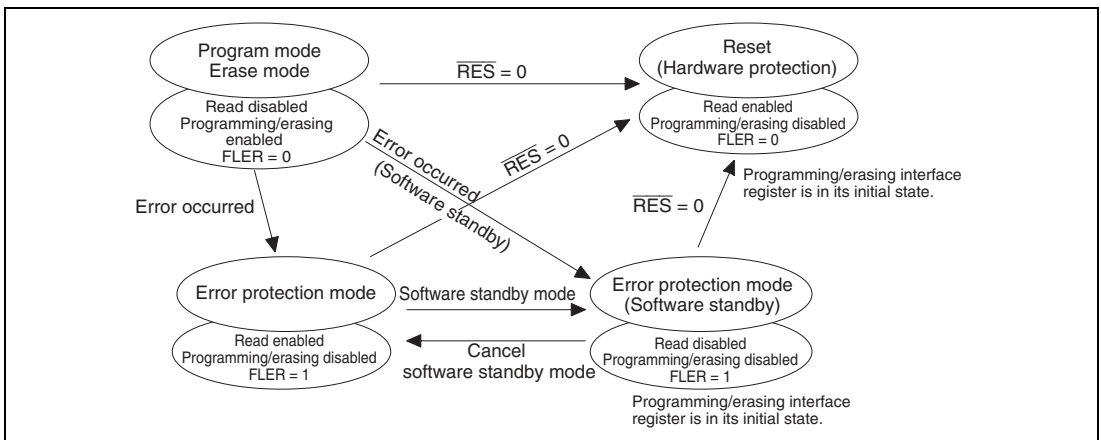 Program mode
Erase mode
Read disabled
Programming/erasing
enabled
FLER = 0
R̅E̅S̅ = 0
Reset
(Hardware protection)
Read enabled
Programming/erasing disabled
FLER = 0
Programming/erasing interface
register is in its initial state.
Error occurred
(Software standby)
R̅E̅S̅ = 0
R̅E̅S̅ = 0
Error occurred
Error protection mode
Read enabled
Programming/erasing disabled
FLER = 1
Software standby mode
Cancel
software standby mode
Error protection mode
(Software standby)
Read disabled
Programming/erasing disabled
FLER = 1
Programming/erasing interface
register is in its initial state.